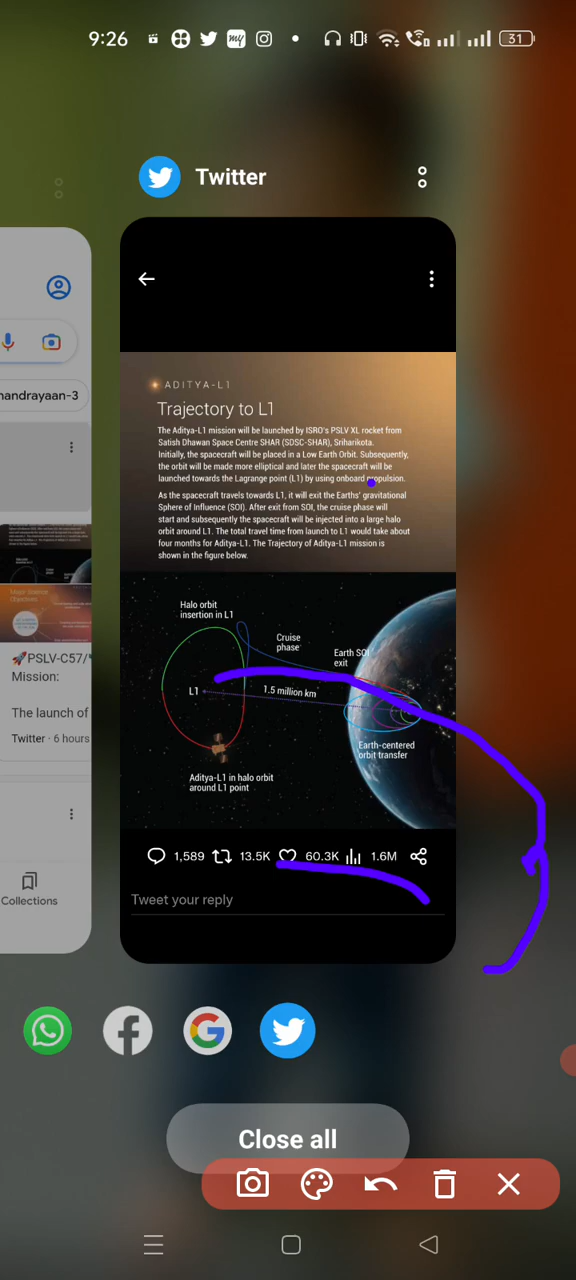 9:26
my
31
Twitter
handrayaan-3
ADITYA-L1
Trajectory to L1
The Aditya-L1 mission will be launched by ISRO's PSLV XL rocket from
Satish Dhawan Space Centre SHAR (SDSC-SHAR), Sriharikota.
Initially, the spacecraft will be placed in a Low Earth Orbit. Subsequently,
the orbit will be made more elliptical and later the spacecraft will be
launched towards the Lagrange point (L1) by using onboard propulsion.
As the spacecraft travels towards L1, it will exit the Earths' gravitational
Sphere of Influence (SOI). After exit from SOI, the cruise phase will
start and subsequently the spacecraft will be injected into a large halo
orbit around L1. The total travel time from launch to L1 would take about
four months for Aditya-L1. The Trajectory of Aditya-L1 mission is
shown in the figure below.
Halo orbit
insertion in L1
Cruise
phase
Earth SOI
exit
L1
1.5 million km
Earth-centered
orbit transfer
Aditya-L1 in halo orbit
around L1 point
Major Science
Objectives
🚀PSLV-C57/
Mission:
The launch of
Twitter · 6 hours
1,589 13.5K 60.3K 1.6M
Tweet your reply
Collections
Close all